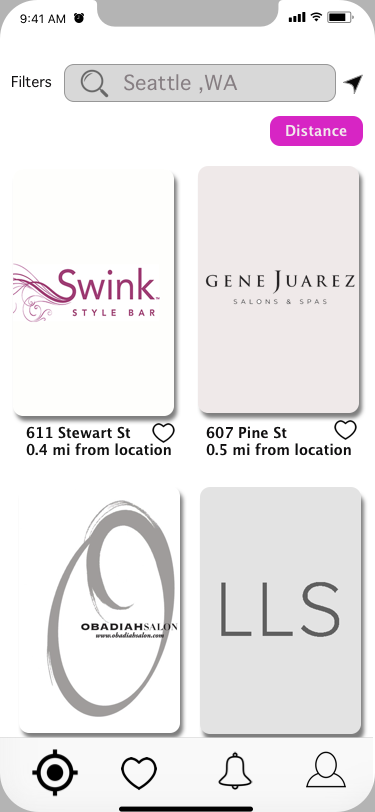 9:41 AM
Filters
Seattle ,WA
Distance
Swink™
STYLE BAR
GENE JUAREZ
SALONS & SPAS
611 Stewart St
0.4 mi from location
607 Pine St
0.5 mi from location
OBADIAHSALON
www.obadiahsalon.com
LLS